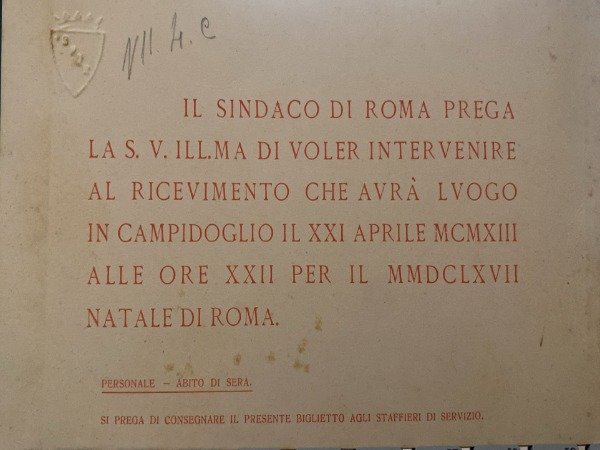 VII. 4. C
IL SINDACO DI ROMA PREGA
LA S. V. ILL.MA DI VOLER INTERVENIRE
AL RICEVIMENTO CHE AVRÀ LVOGO
IN CAMPIDOGLIO IL XXI APRILE MCMXIII
ALLE ORE XXII PER IL MMDCLXVII
NATALE DI ROMA.
PERSONALE – ABITO DI SERA.
SI PREGA DI CONSEGNARE IL PRESENTE BIGLIETTO AGLI STAFFIERI DI SERVIZIO.